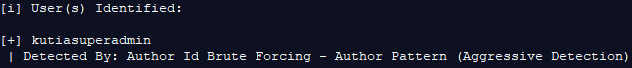 [i] User(s) Identified:
[+] kutiasuperadmin
| Detected By: Author Id Brute Forcing - Author Pattern (Aggressive Detection)